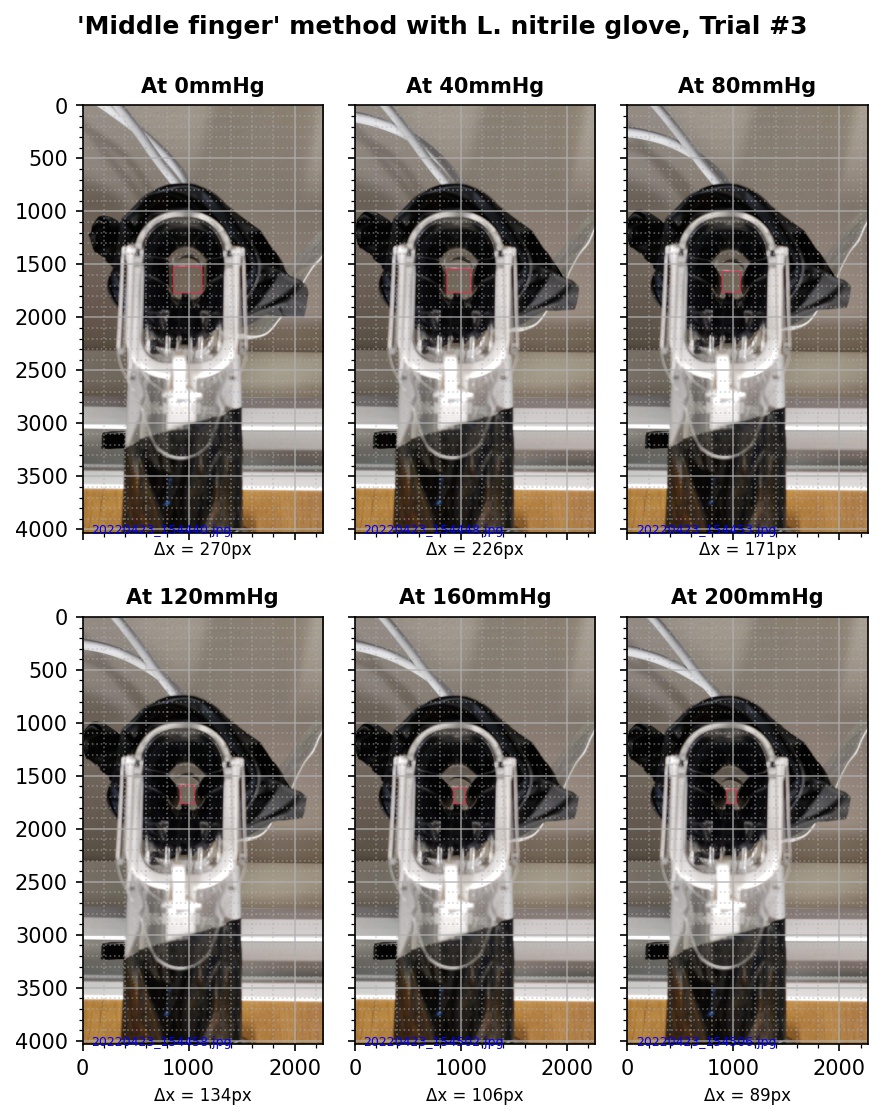 'Middle finger' method with L. nitrile glove, Trial #3
At 0mmHg
At 40mmHg
At 80mmHg
0
500
1000
1500
2000
2500
3000
3500
4000
Δx = 270px
Δx = 226px
Δx = 171px
At 120mmHg
At 160mmHg
At 200mmHg
0
500
1000
1500
2000
2500
3000
3500
4000
0 1000 2000
0 1000 2000
0 1000 2000
Δx = 134px
Δx = 106px
Δx = 89px